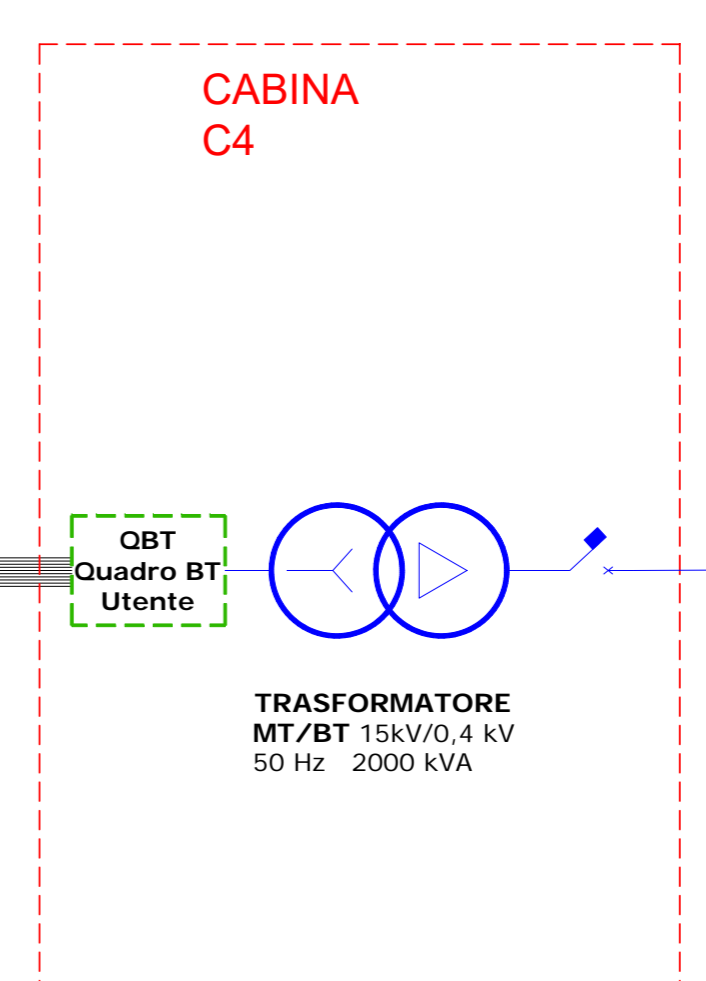 CABINA
C4
QBT
Quadro BT
Utente
TRASFORMATORE
MT/BT 15kV/0,4 kV
50 Hz 2000 kVA